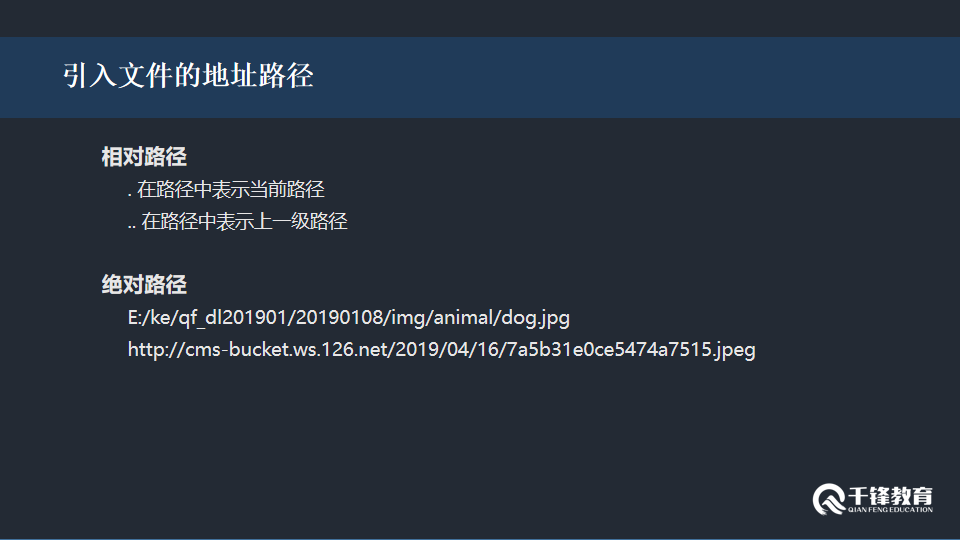 引入文件的地址路径
相对路径
. 在路径中表示当前路径
.. 在路径中表示上一级路径
绝对路径
E:/ke/qf_dl201901/20190108/img/animal/dog.jpg
http://cms-bucket.ws.126.net/2019/04/16/7a5b31e0ce5474a7515.jpeg
千锋教育
QIAN FENG EDUCATION